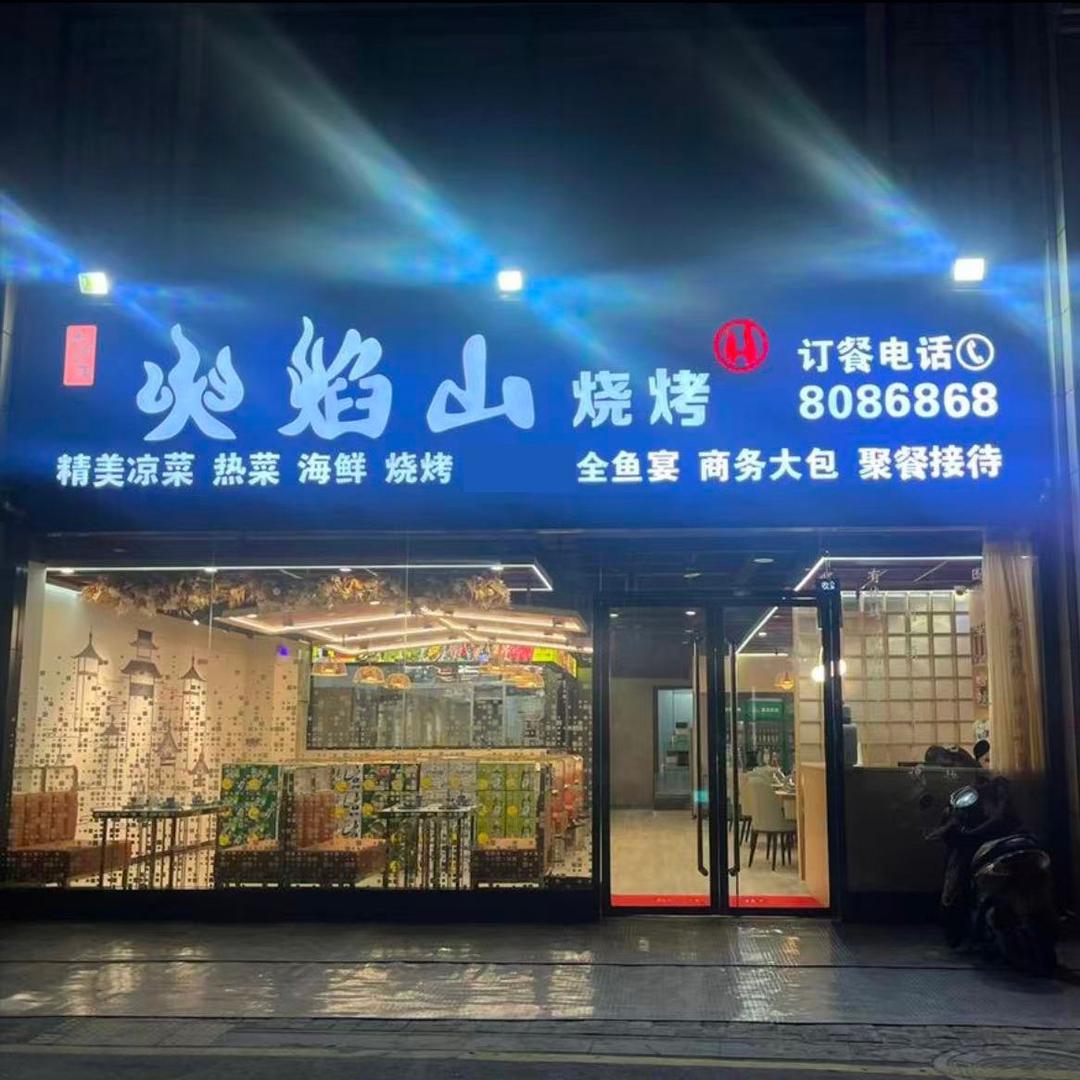 火焰山 烧烤
订餐电话
8086868
精美凉菜 热菜 海鲜 烧烤 全鱼宴 商务大包 聚餐接待